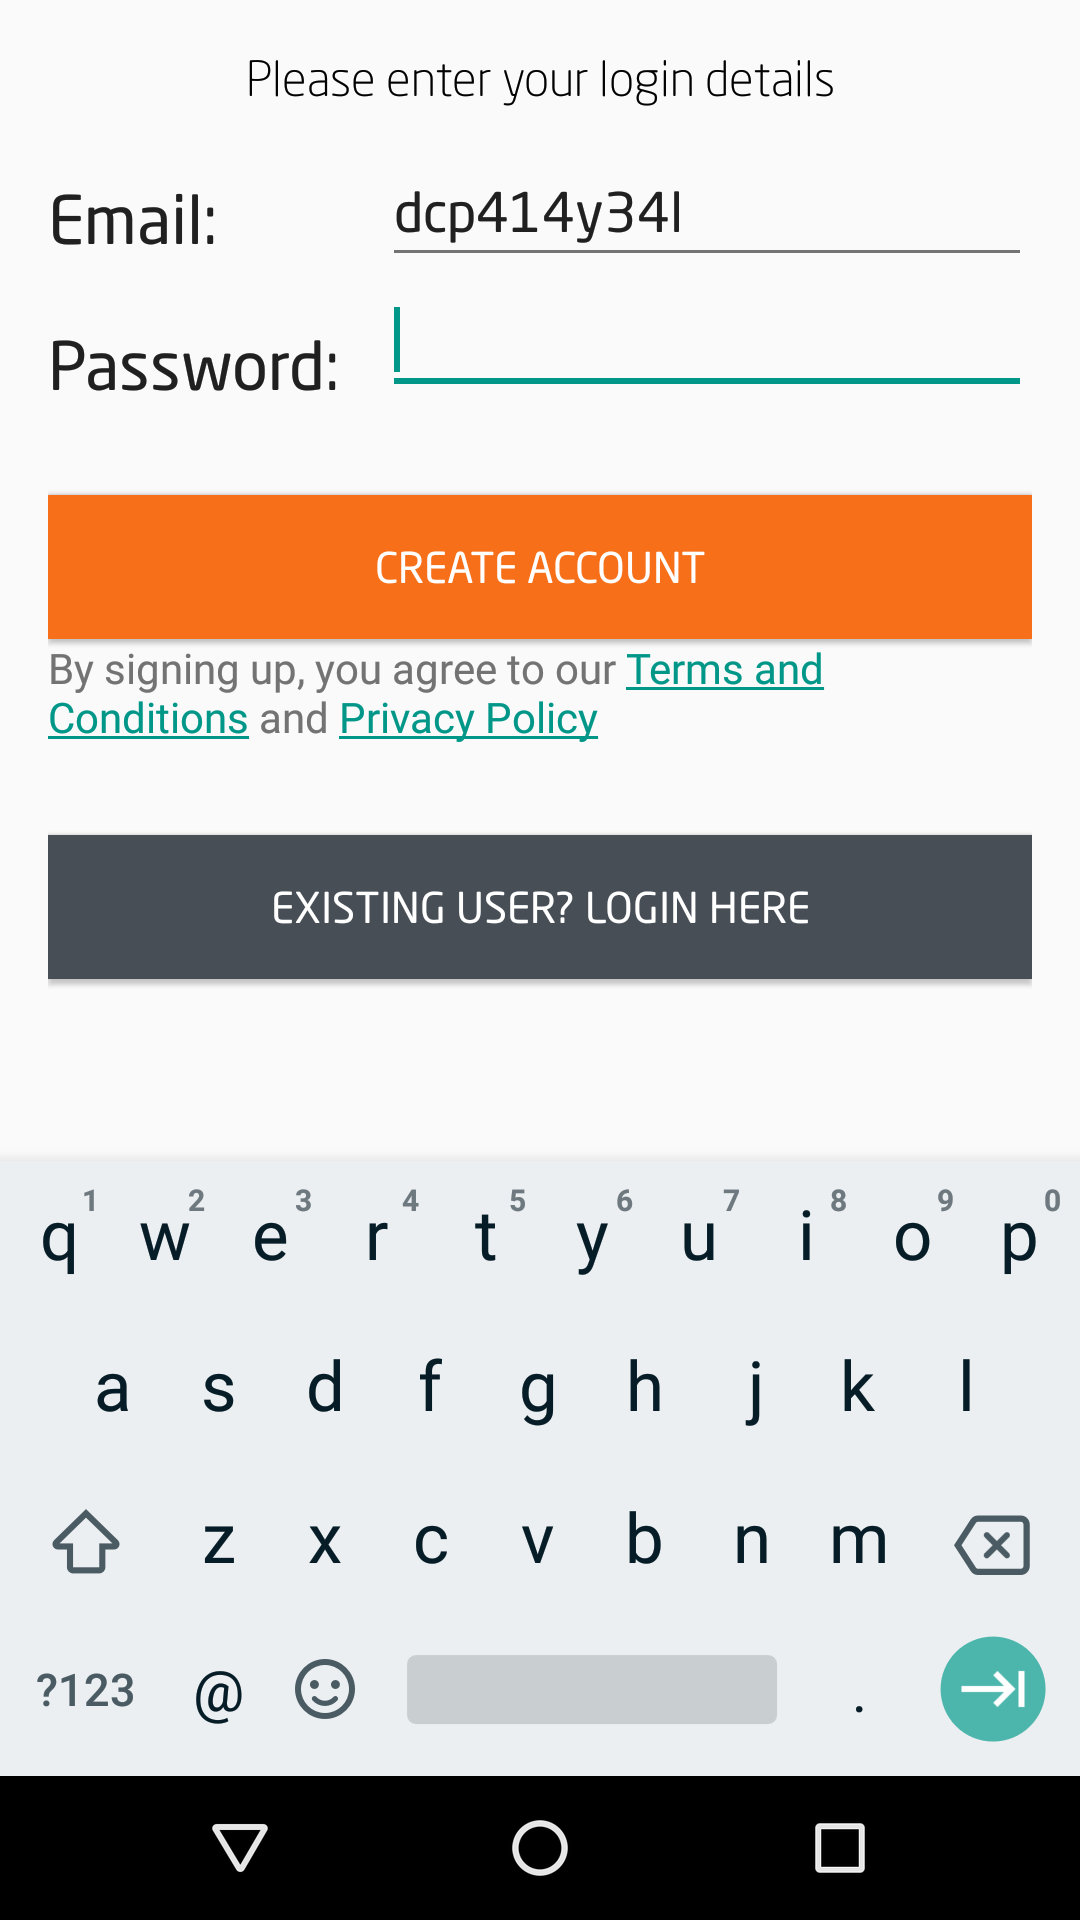 Please enter your login details
Email: dcp414y34l
Password:
CREATE ACCOUNT
By signing up, you agree to our Terms and
Conditions and Privacy Policy
EXISTING USER? LOGIN HERE
1 2 3 4 5 6 7 8 9 0
q w e r t y u i o p
a s d f g h j k l
z x c v b n m
?123 @ .